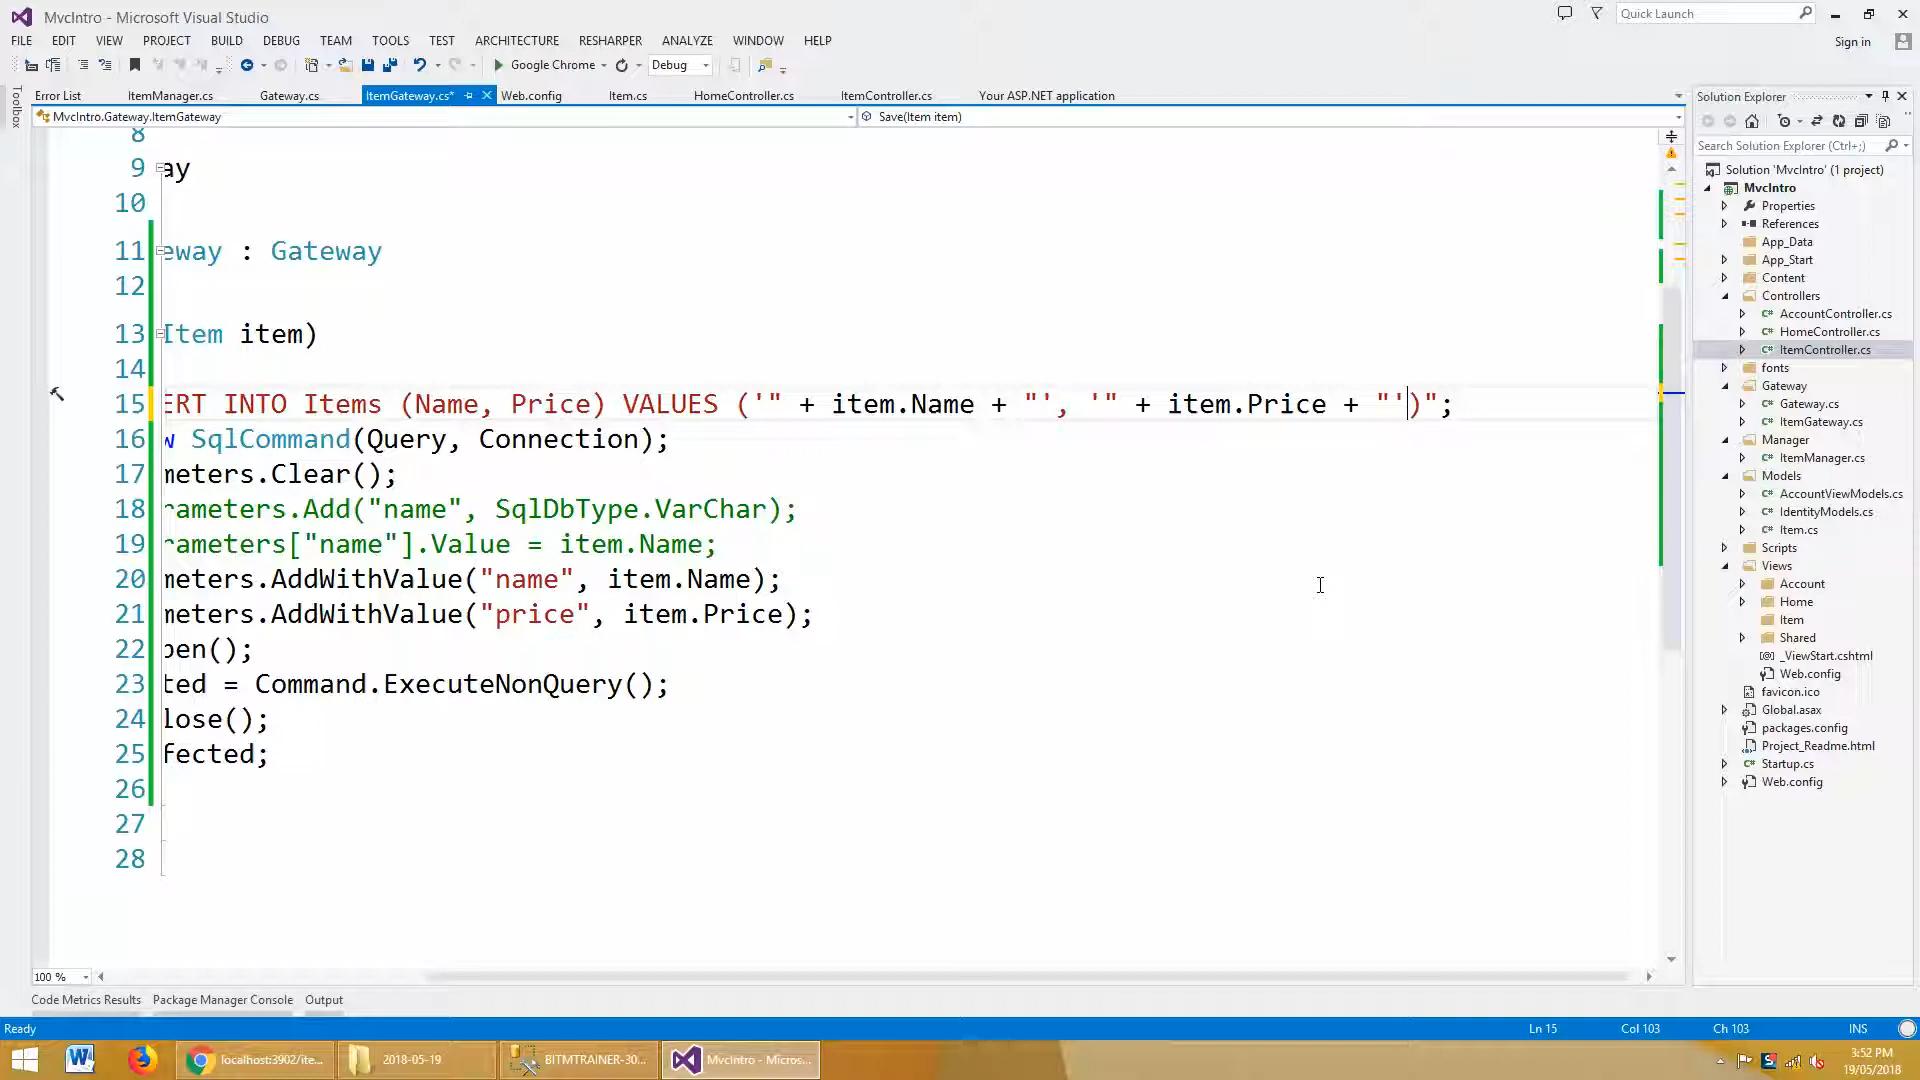 MvcIntro - Microsoft Visual Studio
Quick Launch
FILE EDIT VIEW PROJECT BUILD DEBUG TEAM TOOLS TEST ARCHITECTURE RESHARPER ANALYZE WINDOW HELP
Sign in
Google Chrome Debug
Toolbox
Error List ItemManager.cs Gateway.cs ItemGateway.cs* Web.config Item.cs HomeController.cs ItemController.cs Your ASP.NET application
MvcIntro.Gateway.ItemGateway Save(Item item)
8
9 ay
10
11 eway : Gateway
12
13 Item item)
14
15 ERT INTO Items (Name, Price) VALUES ('" + item.Name + "', '" + item.Price + "')";
16 w SqlCommand(Query, Connection);
17 meters.Clear();
18 rameters.Add("name", SqlDbType.VarChar);
19 rameters["name"].Value = item.Name;
20 meters.AddWithValue("name", item.Name);
21 meters.AddWithValue("price", item.Price);
22 pen();
23 ted = Command.ExecuteNonQuery();
24 lose();
25 fected;
26
27
28
100 %
Solution Explorer
Search Solution Explorer (Ctrl+;)
Solution 'MvcIntro' (1 project)
MvcIntro
Properties
References
App_Data
App_Start
Content
Controllers
C# AccountController.cs
C# HomeController.cs
C# ItemController.cs
fonts
Gateway
C# Gateway.cs
C# ItemGateway.cs
Manager
C# ItemManager.cs
Models
C# AccountViewModels.cs
C# IdentityModels.cs
C# Item.cs
Scripts
Views
Account
Home
Item
Shared
[@] _ViewStart.cshtml
Web.config
favicon.ico
Global.asax
packages.config
Project_Readme.html
C# Startup.cs
Web.config
Code Metrics Results Package Manager Console Output
Ready Ln 15 Col 103 Ch 103 INS
localhost:3902/ite... 2018-05-19 BITMTRAINER-30... MvcIntro - Micros...
3:52 PM
19/05/2018